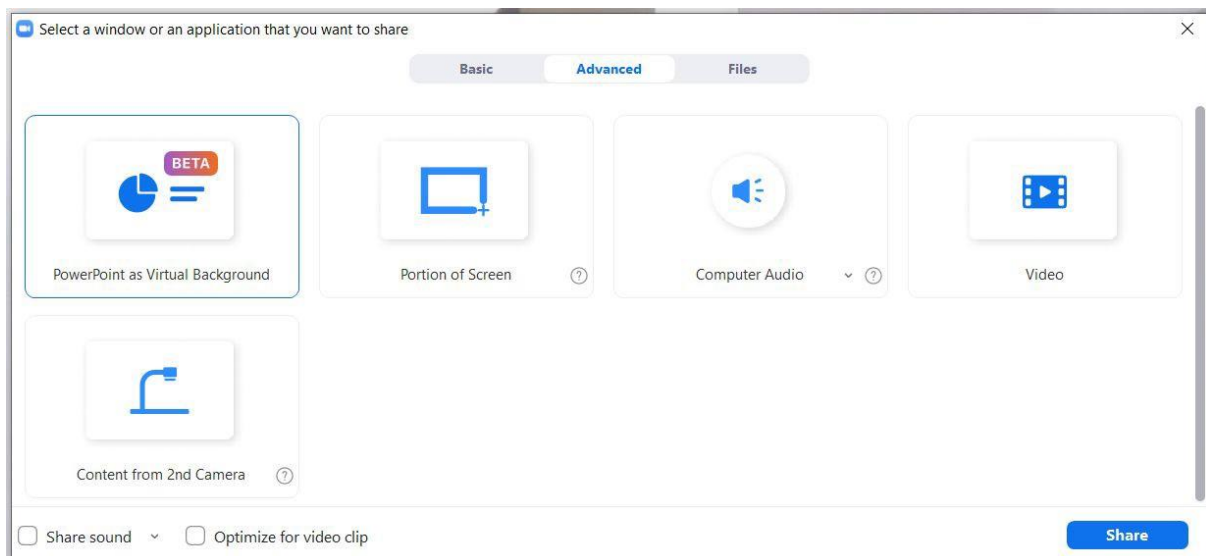 Select a window or an application that you want to share
Basic
Advanced
Files
BETA
PowerPoint as Virtual Background
Portion of Screen
?
Computer Audio
?
Video
Content from 2nd Camera
?
Share sound
Optimize for video clip
Share